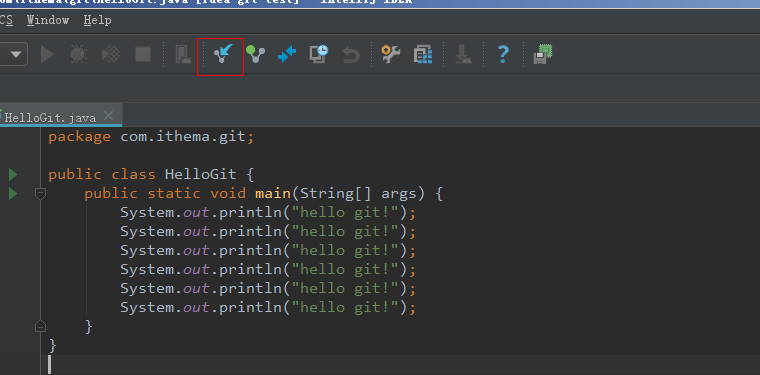 CS Window Help
HelloGit.java
package com.ithema.git;
public class HelloGit {
public static void main(String[] args) {
System.out.println("hello git!");
System.out.println("hello git!");
System.out.println("hello git!");
System.out.println("hello git!");
System.out.println("hello git!");
System.out.println("hello git!");
}
}